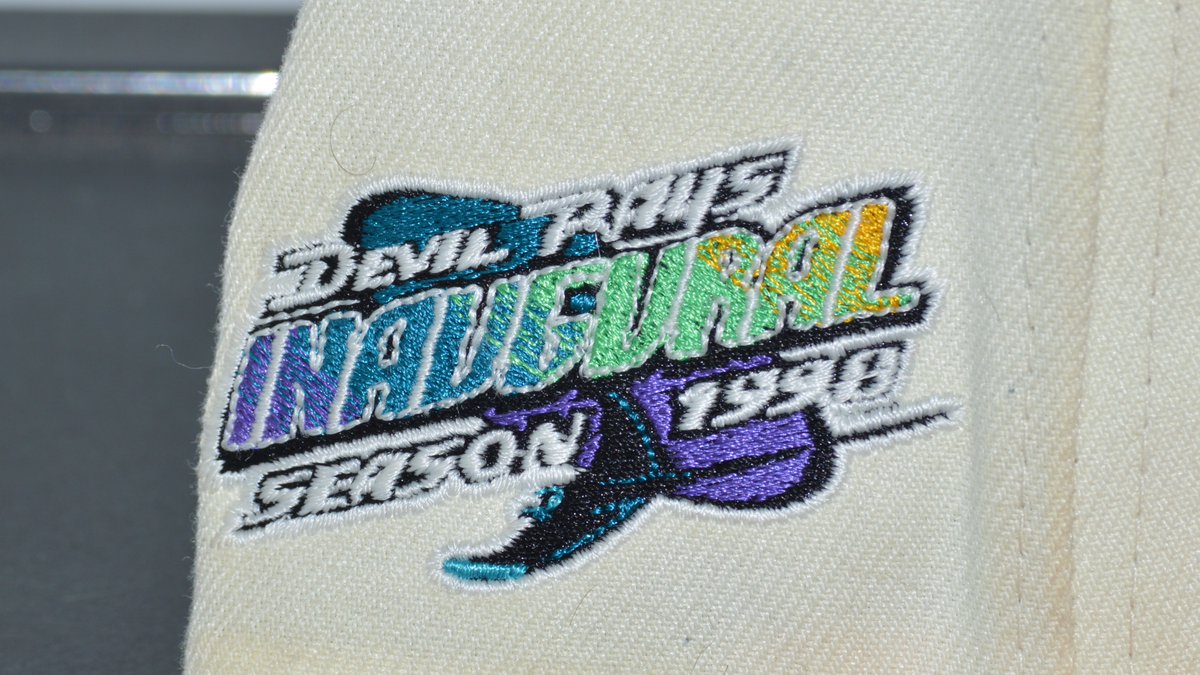 DEVIL RAYS
INAUGURAL
SEASON 1998